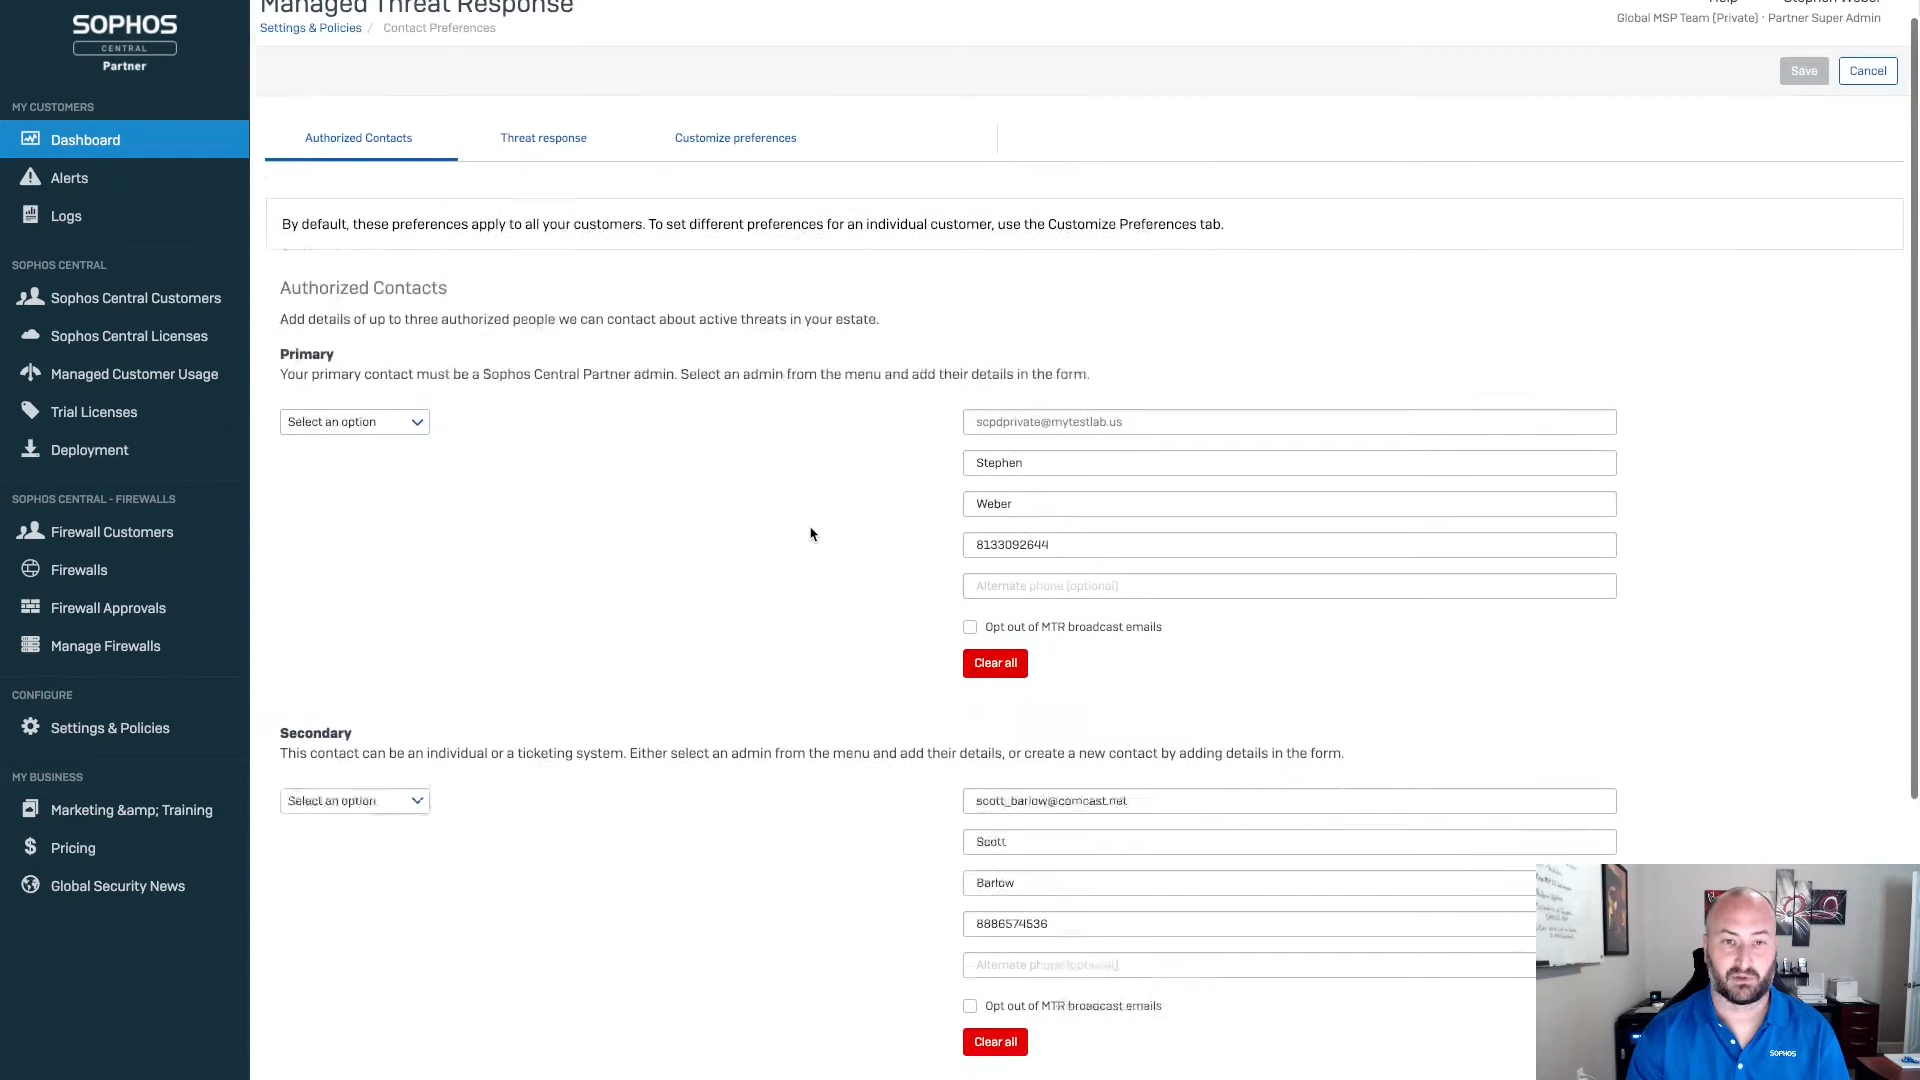 Managed Threat Response
Help
Stephen Weber
Settings & Policies / Contact Preferences
Global MSP Team (Private) · Partner Super Admin
SOPHOS
CENTRAL
Partner
Save
Cancel
MY CUSTOMERS
Dashboard
Alerts
Logs
SOPHOS CENTRAL
Sophos Central Customers
Sophos Central Licenses
Managed Customer Usage
Trial Licenses
Deployment
SOPHOS CENTRAL - FIREWALLS
Firewall Customers
Firewalls
Firewall Approvals
Manage Firewalls
CONFIGURE
Settings & Policies
MY BUSINESS
Marketing &amp; Training
Pricing
Global Security News
Authorized Contacts
Threat response
Customize preferences
By default, these preferences apply to all your customers. To set different preferences for an individual customer, use the Customize Preferences tab.
Authorized Contacts
Add details of up to three authorized people we can contact about active threats in your estate.
Primary
Your primary contact must be a Sophos Central Partner admin. Select an admin from the menu and add their details in the form.
Select an option
scpdprivate@mytestlab.us
Stephen
Weber
8133092644
Alternate phone (optional)
Opt out of MTR broadcast emails
Clear all
Secondary
This contact can be an individual or a ticketing system. Either select an admin from the menu and add their details, or create a new contact by adding details in the form.
Select an option
scott_barlow@comcast.net
Scott
Barlow
8886574536
Alternate phone (optional)
Opt out of MTR broadcast emails
Clear all
SOPHOS